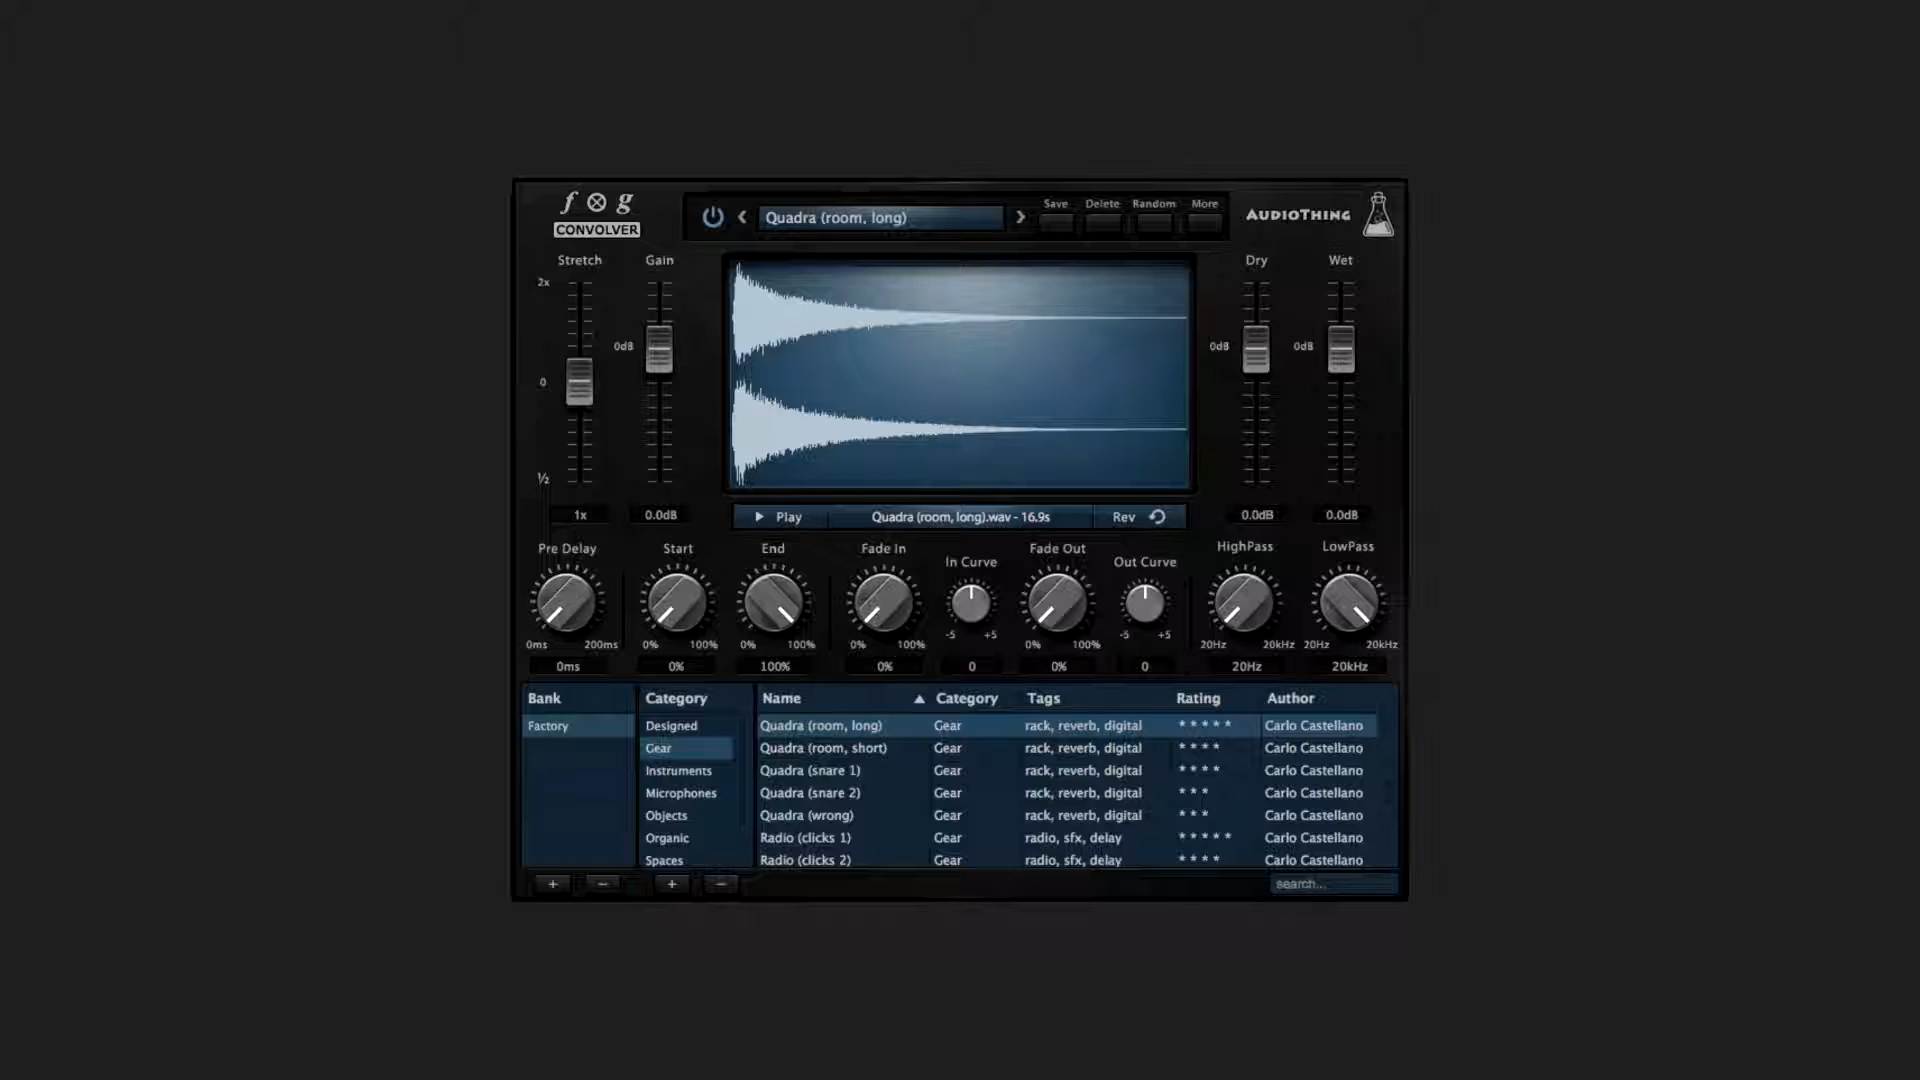 f ⊗ g
CONVOLVER
Quadra (room, long)
Save Delete Random More
AUDIOTHING
Stretch Gain Dry Wet
2x
0dB 0dB 0dB
0
½
1x 0.0dB 0.0dB 0.0dB
Play Quadra (room, long).wav - 16.9s Rev
Pre Delay Start End Fade In In Curve Fade Out Out Curve HighPass LowPass
0ms 200ms 0% 100% 0% 100% 0% 100% -5 +5 0% 100% -5 +5 20Hz 20kHz 20Hz 20kHz
0ms 0% 100% 0% 0 0% 0 20Hz 20kHz
Bank Category Name ▲ Category Tags Rating Author
Factory Designed Quadra (room, long) Gear rack, reverb, digital ***** Carlo Castellano
Gear Quadra (room, short) Gear rack, reverb, digital **** Carlo Castellano
Instruments Quadra (snare 1) Gear rack, reverb, digital **** Carlo Castellano
Microphones Quadra (snare 2) Gear rack, reverb, digital *** Carlo Castellano
Objects Quadra (wrong) Gear rack, reverb, digital *** Carlo Castellano
Organic Radio (clicks 1) Gear radio, sfx, delay ***** Carlo Castellano
Spaces Radio (clicks 2) Gear radio, sfx, delay **** Carlo Castellano
+ − + − search...